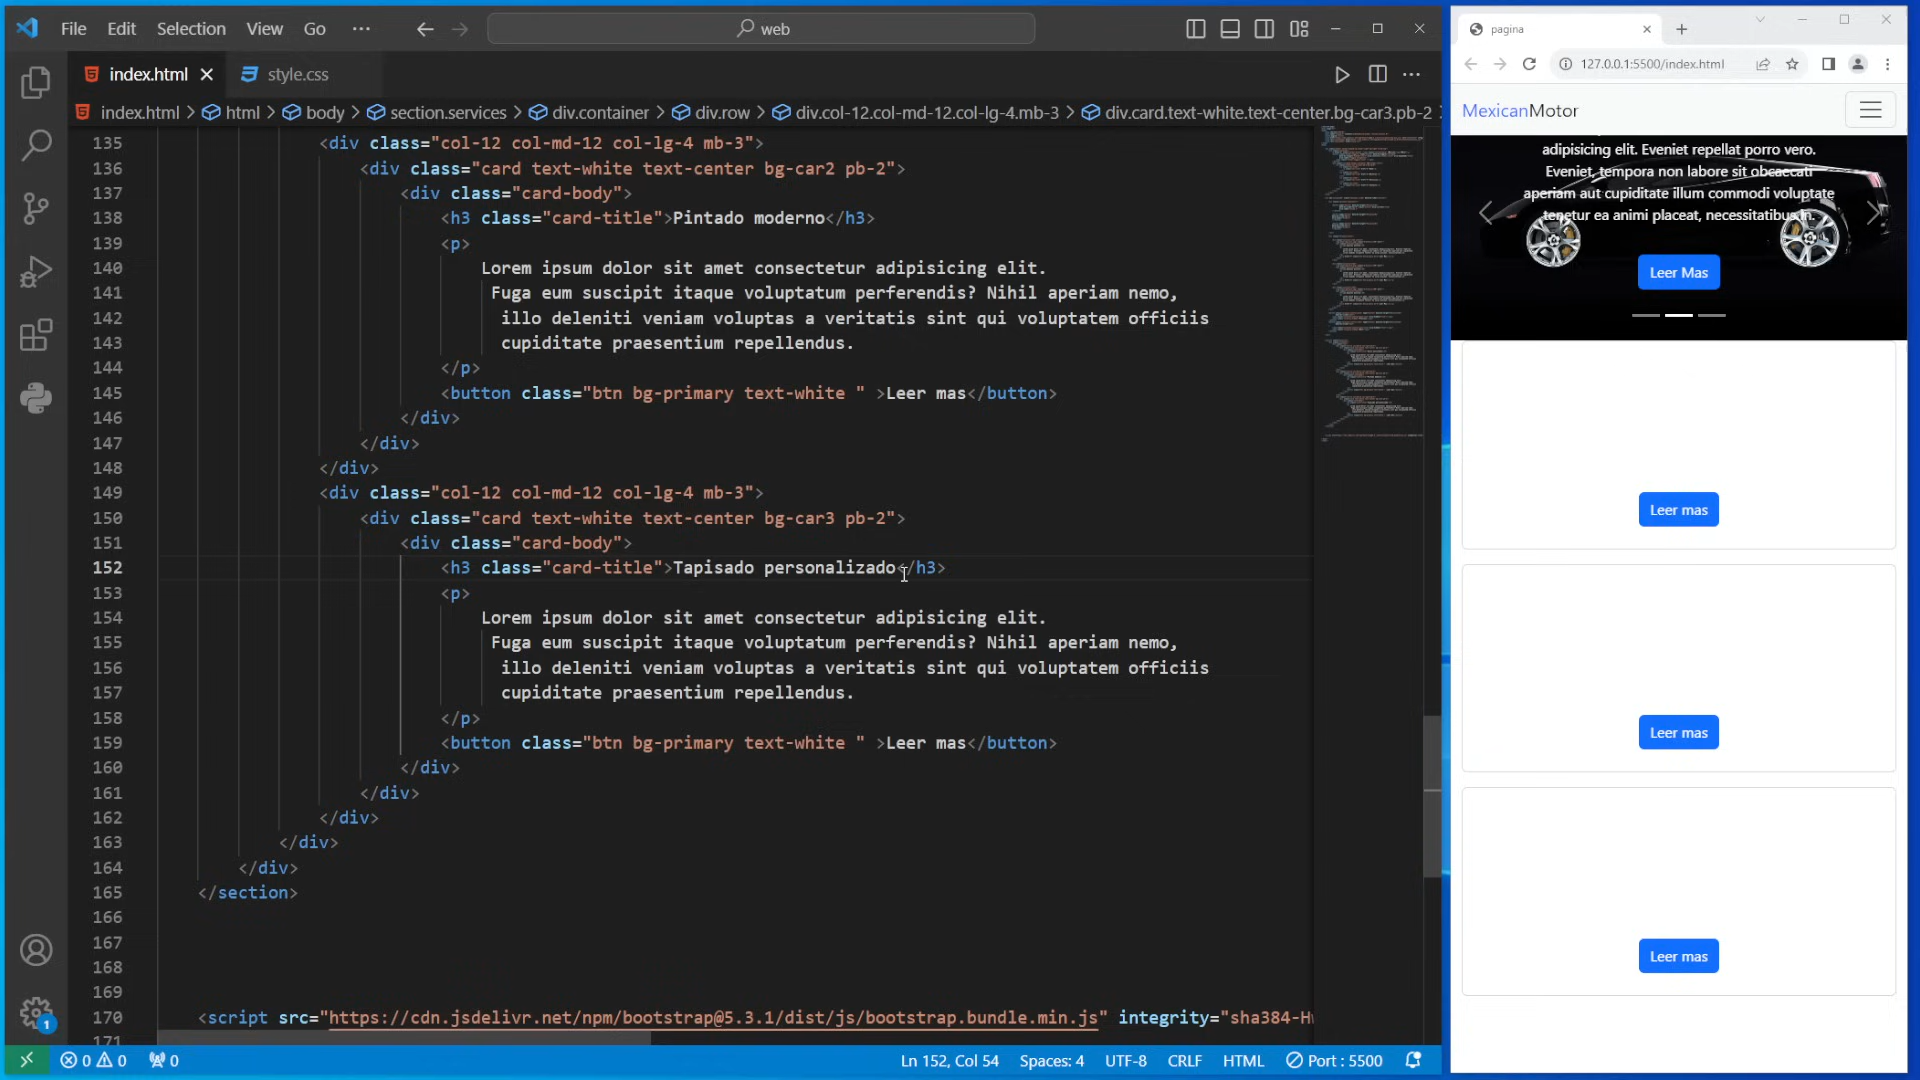 File Edit Selection View Go ··· web
index.html style.css
index.html > html > body > section.services > div.container > div.row > div.col-12.col-md-12.col-lg-4.mb-3 > div.card.text-white.text-center.bg-car3.pb-2
135 <div class="col-12 col-md-12 col-lg-4 mb-3">
136 <div class="card text-white text-center bg-car2 pb-2">
137 <div class="card-body">
138 <h3 class="card-title">Pintado moderno</h3>
139 <p>
140 Lorem ipsum dolor sit amet consectetur adipisicing elit.
141 Fuga eum suscipit itaque voluptatum perferendis? Nihil aperiam nemo,
142 illo deleniti veniam voluptas a veritatis sint qui voluptatem officiis
143 cupiditate praesentium repellendus.
144 </p>
145 <button class="btn bg-primary text-white " >Leer mas</button>
146 </div>
147 </div>
148 </div>
149 <div class="col-12 col-md-12 col-lg-4 mb-3">
150 <div class="card text-white text-center bg-car3 pb-2">
151 <div class="card-body">
152 <h3 class="card-title">Tapisado personalizado</h3>
153 <p>
154 Lorem ipsum dolor sit amet consectetur adipisicing elit.
155 Fuga eum suscipit itaque voluptatum perferendis? Nihil aperiam nemo,
156 illo deleniti veniam voluptas a veritatis sint qui voluptatem officiis
157 cupiditate praesentium repellendus.
158 </p>
159 <button class="btn bg-primary text-white " >Leer mas</button>
160 </div>
161 </div>
162 </div>
163 </div>
164 </div>
165 </section>
166
167
168
169
170 <script src="https://cdn.jsdelivr.net/npm/bootstrap@5.3.1/dist/js/bootstrap.bundle.min.js" integrity="sha384-H
171
1
0 0 0 Ln 152, Col 54 Spaces: 4 UTF-8 CRLF HTML Port : 5500
pagina
127.0.0.1:5500/index.html
MexicanMotor
adipisicing elit. Eveniet repellat porro vero.
Eveniet, tempora non labore sit obcaecati
aperiam aut cupiditate illum commodi voluptate
tenetur ea animi placeat, necessitatibus in.
Leer Mas
Leer mas
Leer mas
Leer mas